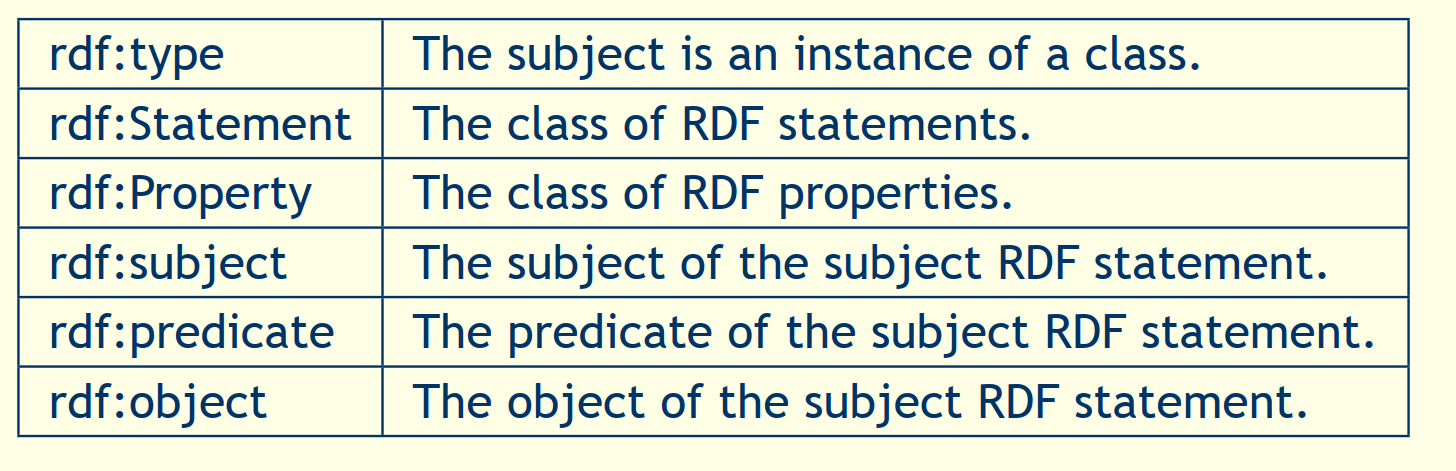 rdf:type The subject is an instance of a class.
rdf:Statement The class of RDF statements.
rdf:Property The class of RDF properties.
rdf:subject The subject of the subject RDF statement.
rdf:predicate The predicate of the subject RDF statement.
rdf:object The object of the subject RDF statement.